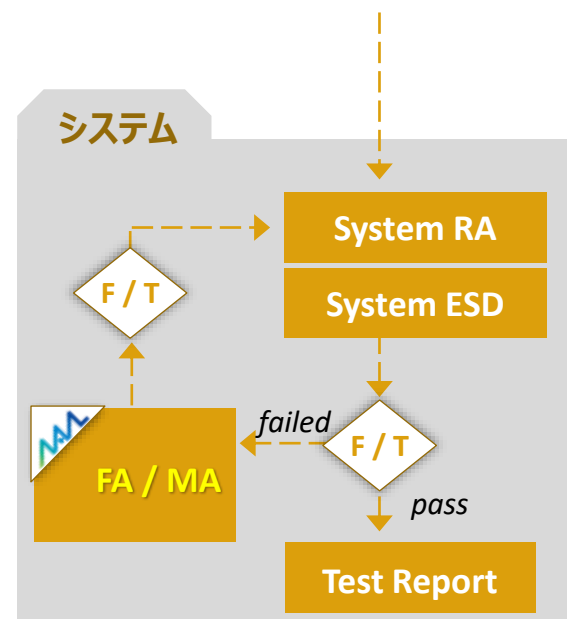 システム
System RA
F / T
System ESD
failed
F / T
FA / MA
pass
Test Report